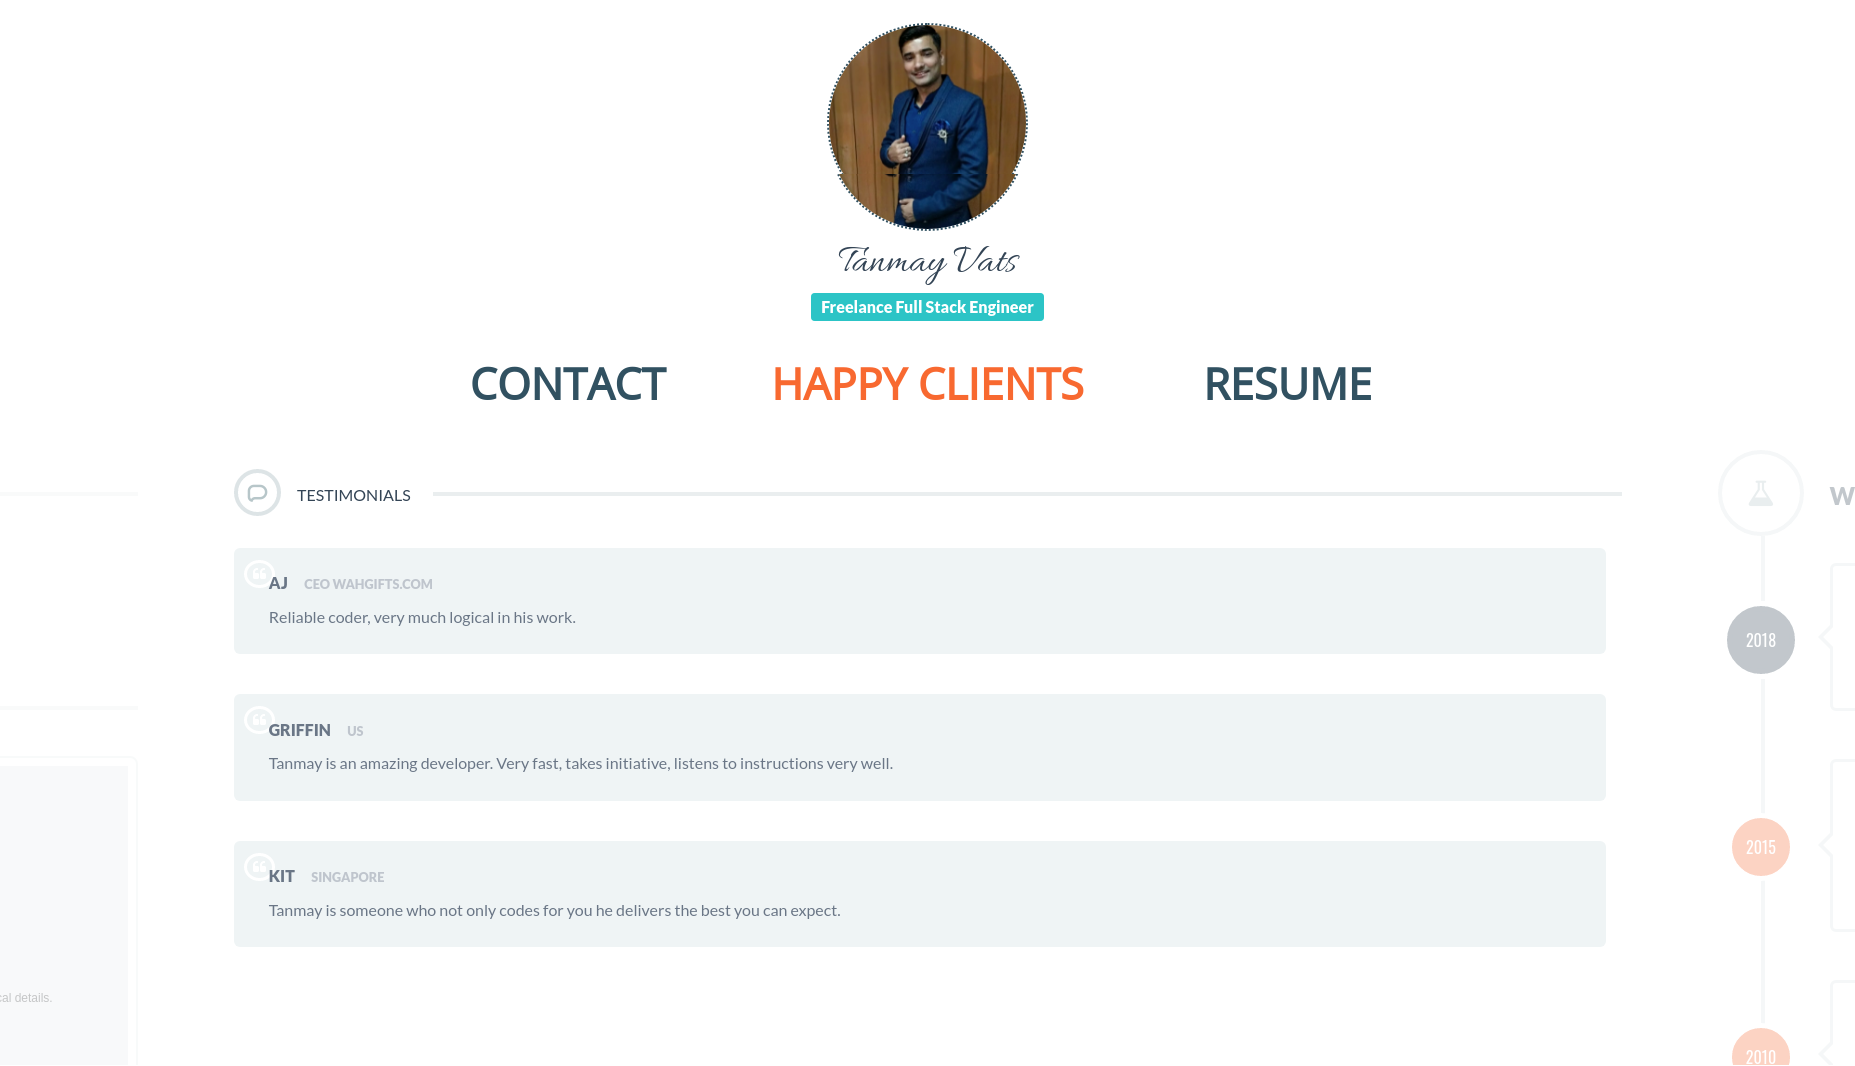 Tanmay Vats
Freelance Full Stack Engineer
CONTACT
HAPPY CLIENTS
RESUME
TESTIMONIALS
AJ CEO WAHGIFTS.COM
Reliable coder, very much logical in his work.
GRIFFIN US
Tanmay is an amazing developer. Very fast, takes initiative, listens to instructions very well.
KIT SINGAPORE
Tanmay is someone who not only codes for you he delivers the best you can expect.
details.
2018
2015
2010